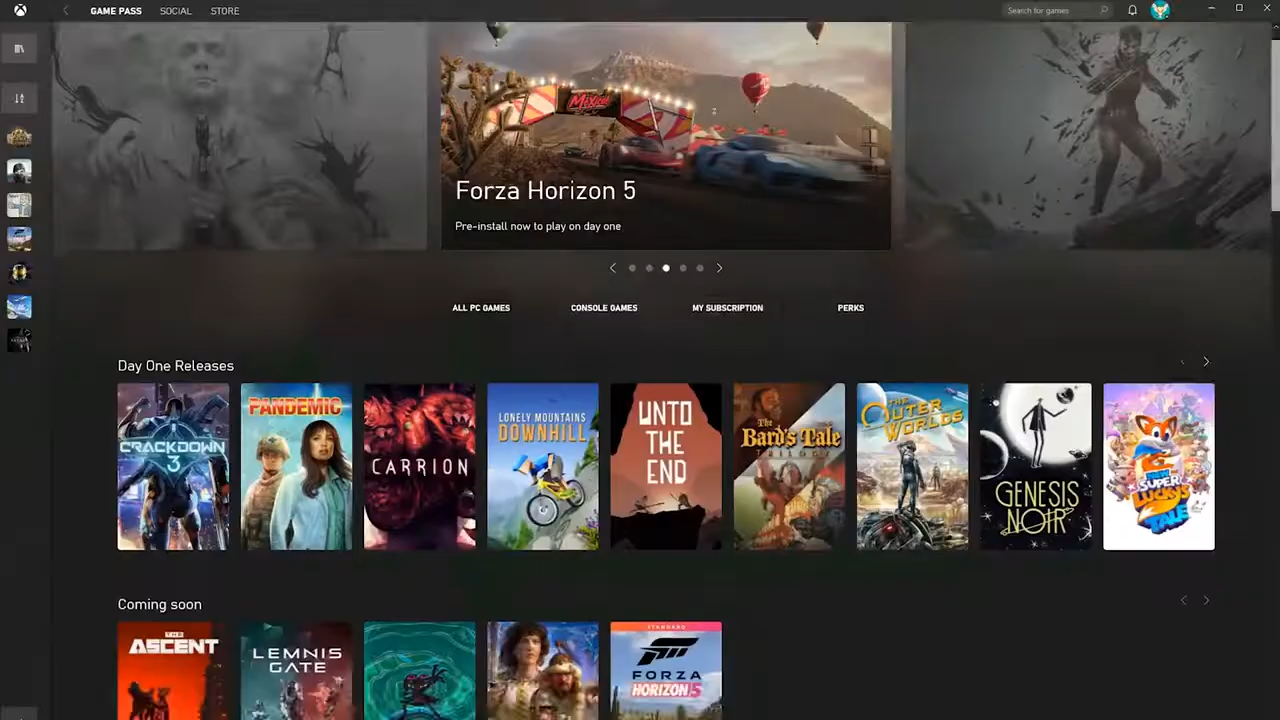 GAME PASS
SOCIAL
STORE
Search for games
MEXICO
Forza Horizon 5
Pre-install now to play on day one
ALL PC GAMES
CONSOLE GAMES
MY SUBSCRIPTION
PERKS
Day One Releases
CRACKDOWN
3
PANDEMIC
CARRION
LONELY MOUNTAINS
DOWNHILL
UNTO
THE
END
The
Bard's Tale
TRILOGY
THE
OUTER
WORLDS
GENESIS
NOIR
NEW
SUPER
LUCKY'S
TALE
Coming soon
THE
ASCENT
LEMNIS
GATE
STANDARD
FORZA
HORIZON 5